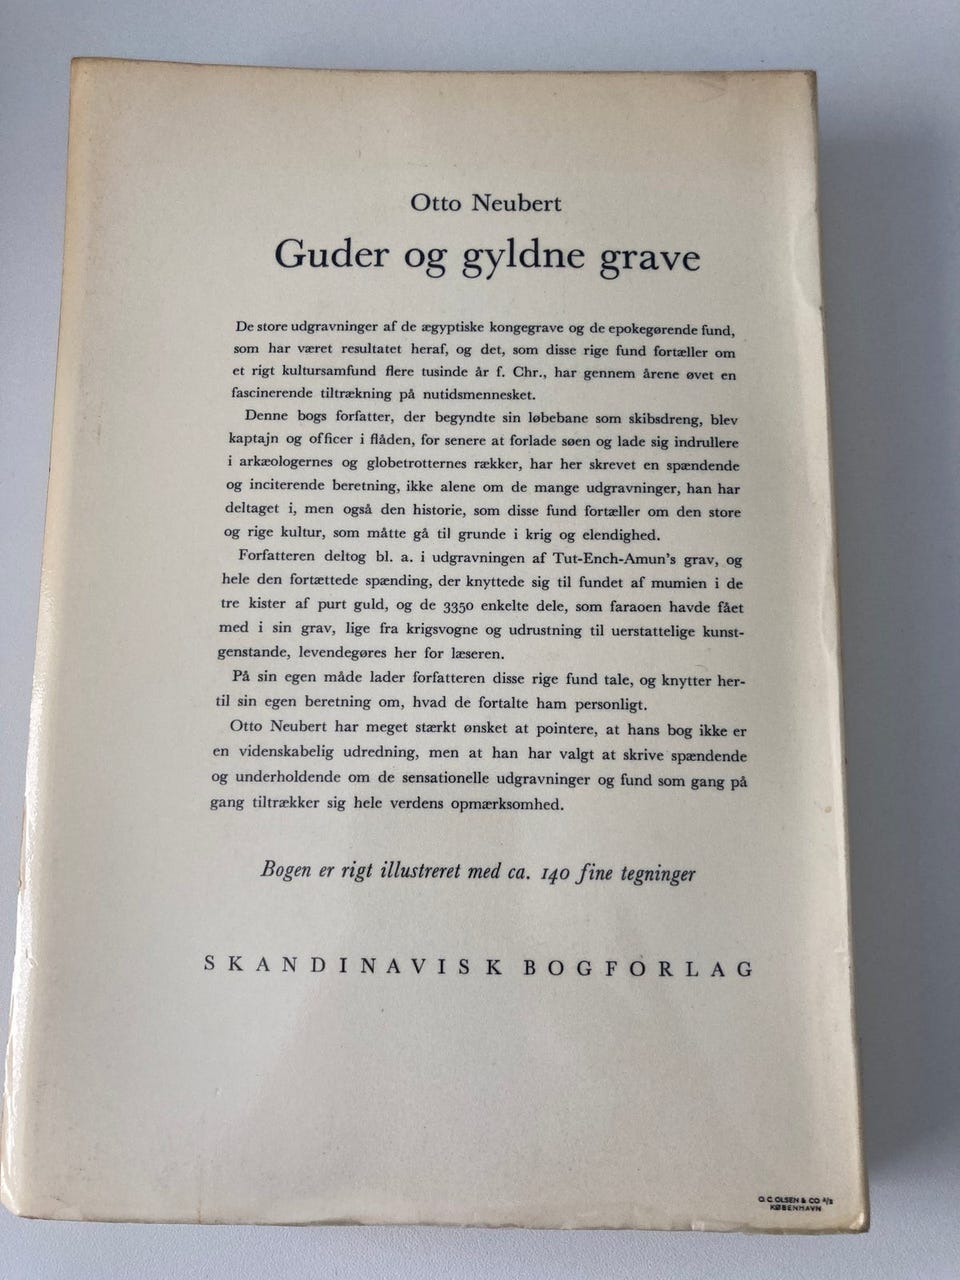 Otto Neubert
Guder og gyldne grave
De store udgravninger af de ægyptiske kongegrave og de epokegørende fund,
som har været resultatet heraf, og det, som disse rige fund fortæller om
et rigt kultursamfund flere tusinde år f. Chr., har gennem årene øvet en
fascinerende tiltrækning på nutidsmennesket.
Denne bogs forfatter, der begyndte sin løbebane som skibsdreng, blev
kaptajn og officer i flåden, for senere at forlade søen og lade sig indrullere
i arkæologernes og globetrotternes rækker, har her skrevet en spændende
og inciterende beretning, ikke alene om de mange udgravninger, han har
deltaget i, men også den historie, som disse fund fortæller om den store
og rige kultur, som måtte gå til grunde i krig og elendighed.
Forfatteren deltog bl. a. i udgravningen af Tut-Ench-Amun's grav, og
hele den fortættede spænding, der knyttede sig til fundet af mumien i de
tre kister af purt guld, og de 3350 enkelte dele, som faraoen havde fået
med i sin grav, lige fra krigsvogne og udrustning til uerstattelige kunst-
genstande, levendegøres her for læseren.
På sin egen måde lader forfatteren disse rige fund tale, og knytter her-
til sin egen beretning om, hvad de fortalte ham personligt.
Otto Neubert har meget stærkt ønsket at pointere, at hans bog ikke er
en videnskabelig udredning, men at han har valgt at skrive spændende
og underholdende om de sensationelle udgravninger og fund som gang på
gang tiltrækker sig hele verdens opmærksomhed.
Bogen er rigt illustreret med ca. 140 fine tegninger
SKANDINAVISK BOGFORLAG
O. C. OLSEN & CO A/S
KØBENHAVN